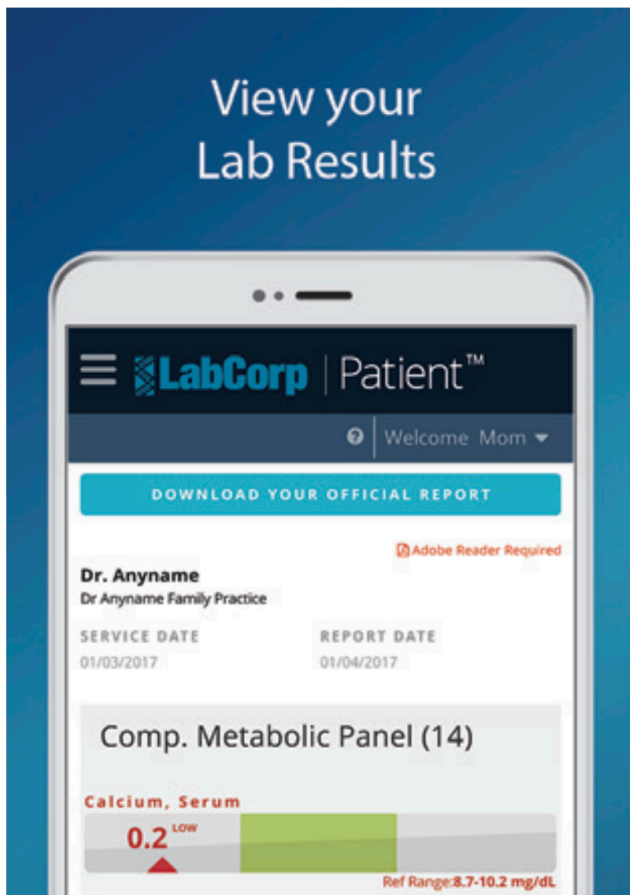 View your
Lab Results
LabCorp | Patient™
Welcome Mom
DOWNLOAD YOUR OFFICIAL REPORT
Adobe Reader Required
Dr. Anyname
Dr Anyname Family Practice
SERVICE DATE REPORT DATE
01/03/2017 01/04/2017
Comp. Metabolic Panel (14)
Calcium, Serum
0.2 LOW
Ref Range:8.7-10.2 mg/dL